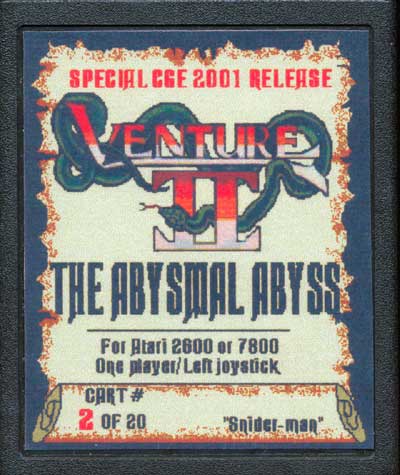 SPECIAL CGE 2001 RELEASE
VENTURE
II
THE ABYSMAL ABYSS
For Atari 2600 or 7800
One player/Left joystick
CART #
2 OF 20
"Snider-man"